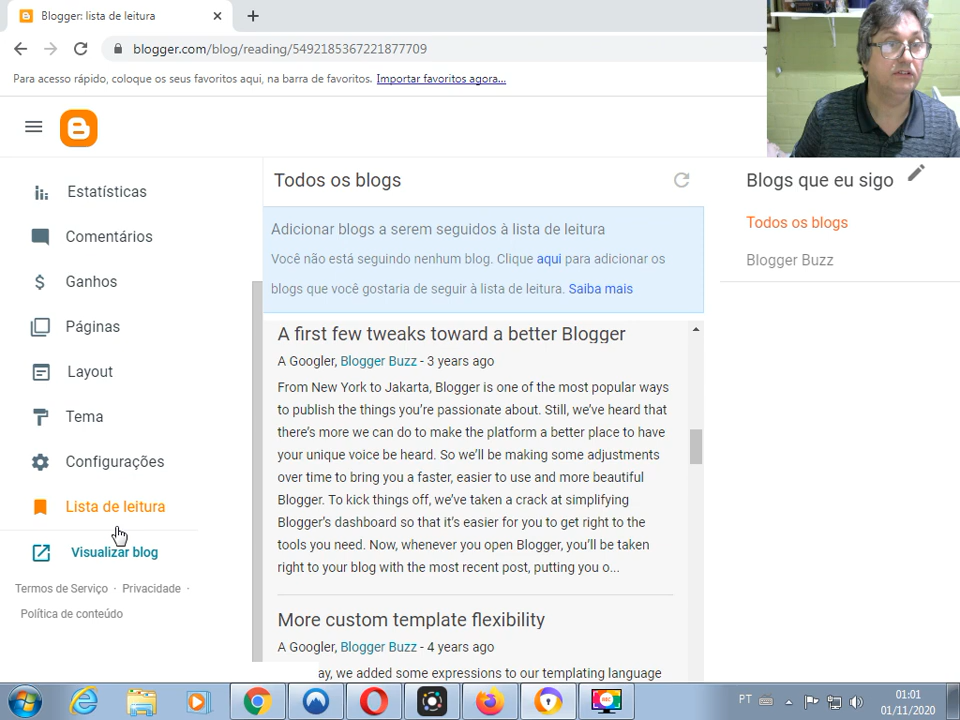 Blogger: lista de leitura
blogger.com/blog/reading/5492185367221877709
Para acesso rápido, coloque os seus favoritos aqui, na barra de favoritos. Importar favoritos agora...
Estatísticas
Comentários
Ganhos
Páginas
Layout
Tema
Configurações
Lista de leitura
Visualizar blog
Termos de Serviço · Privacidade ·
Política de conteúdo
Todos os blogs
Adicionar blogs a serem seguidos à lista de leitura
Você não está seguindo nenhum blog. Clique aqui para adicionar os
blogs que você gostaria de seguir à lista de leitura. Saiba mais
A first few tweaks toward a better Blogger
A Googler, Blogger Buzz - 3 years ago
From New York to Jakarta, Blogger is one of the most popular ways
to publish the things you're passionate about. Still, we've heard that
there's more we can do to make the platform a better place to have
your unique voice be heard. So we'll be making some adjustments
over time to bring you a faster, easier to use and more beautiful
Blogger. To kick things off, we've taken a crack at simplifying
Blogger's dashboard so that it's easier for you to get right to the
tools you need. Now, whenever you open Blogger, you'll be taken
right to your blog with the most recent post, putting you o...
More custom template flexibility
A Googler, Blogger Buzz - 4 years ago
ay, we added some expressions to our templating language
Blogs que eu sigo
Todos os blogs
Blogger Buzz
PT
01:01
01/11/2020